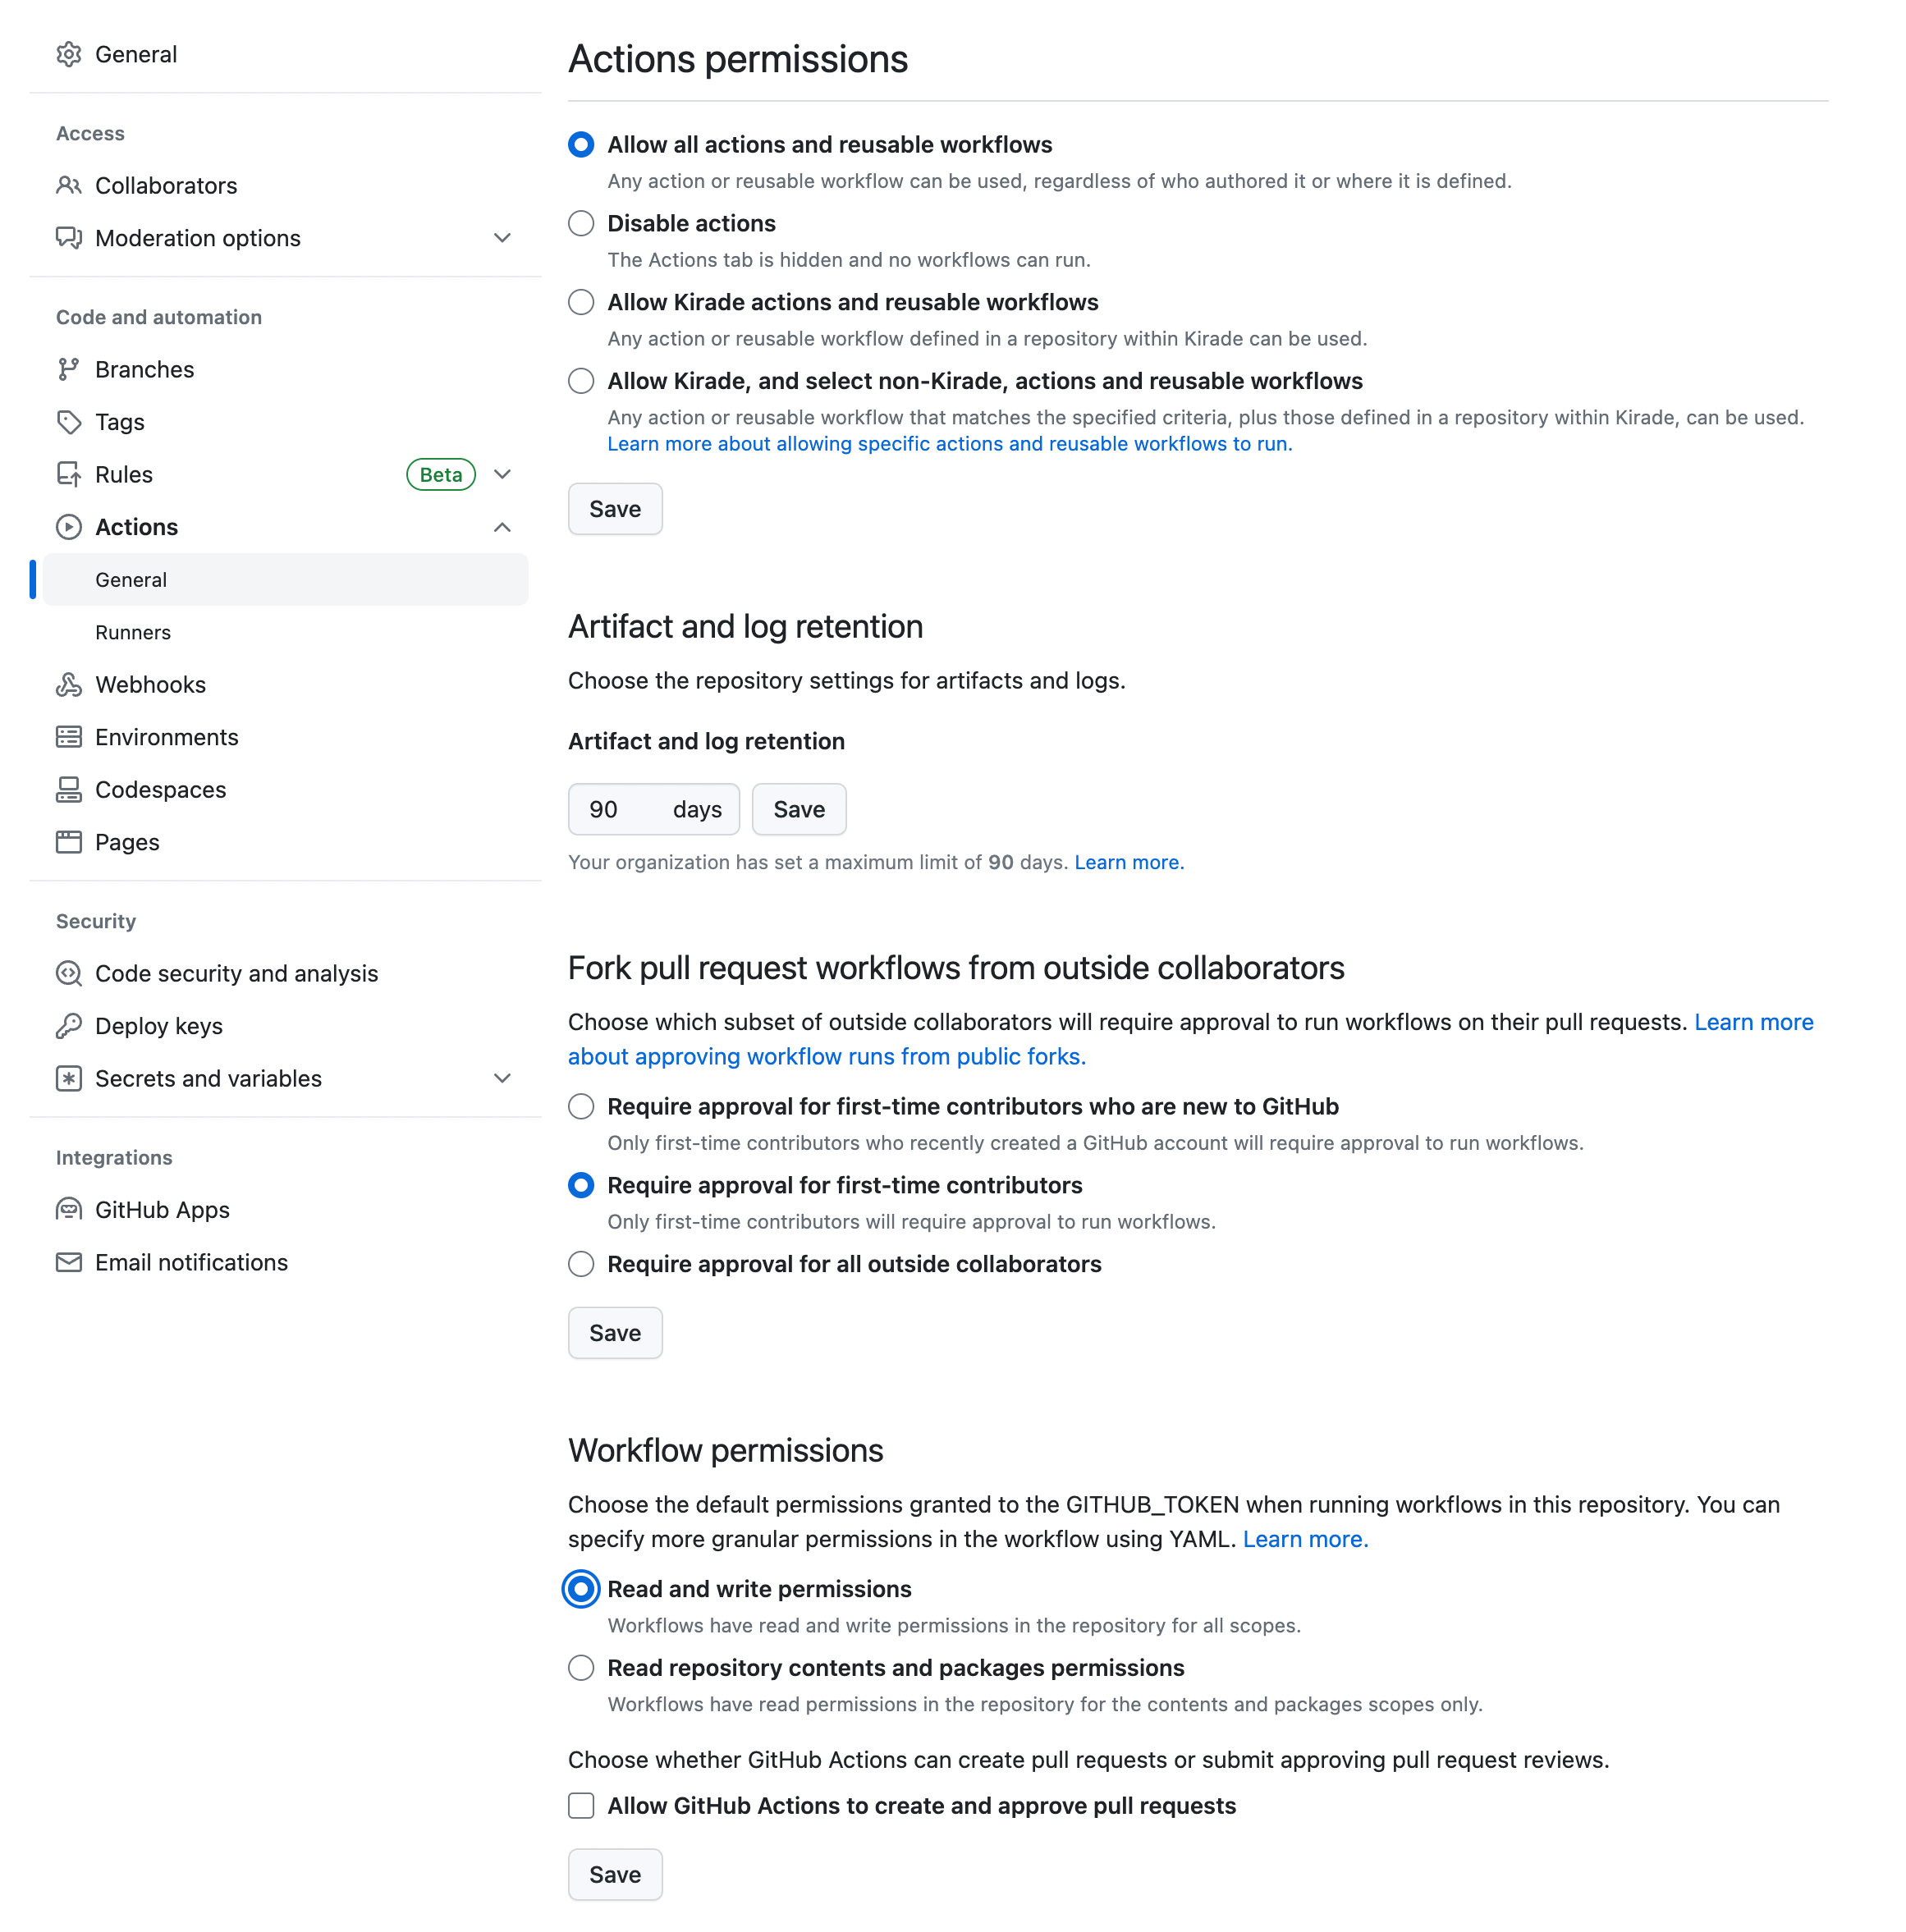 General
Access
Collaborators
Moderation options
Code and automation
Branches
Tags
Rules Beta
Actions
General
Runners
Webhooks
Environments
Codespaces
Pages
Security
Code security and analysis
Deploy keys
Secrets and variables
Integrations
GitHub Apps
Email notifications
Actions permissions
Allow all actions and reusable workflows
Any action or reusable workflow can be used, regardless of who authored it or where it is defined.
Disable actions
The Actions tab is hidden and no workflows can run.
Allow Kirade actions and reusable workflows
Any action or reusable workflow defined in a repository within Kirade can be used.
Allow Kirade, and select non-Kirade, actions and reusable workflows
Any action or reusable workflow that matches the specified criteria, plus those defined in a repository within Kirade, can be used.
Learn more about allowing specific actions and reusable workflows to run.
Save
Artifact and log retention
Choose the repository settings for artifacts and logs.
Artifact and log retention
90 days Save
Your organization has set a maximum limit of 90 days. Learn more.
Fork pull request workflows from outside collaborators
Choose which subset of outside collaborators will require approval to run workflows on their pull requests. Learn more
about approving workflow runs from public forks.
Require approval for first-time contributors who are new to GitHub
Only first-time contributors who recently created a GitHub account will require approval to run workflows.
Require approval for first-time contributors
Only first-time contributors will require approval to run workflows.
Require approval for all outside collaborators
Save
Workflow permissions
Choose the default permissions granted to the GITHUB_TOKEN when running workflows in this repository. You can
specify more granular permissions in the workflow using YAML. Learn more.
Read and write permissions
Workflows have read and write permissions in the repository for all scopes.
Read repository contents and packages permissions
Workflows have read permissions in the repository for the contents and packages scopes only.
Choose whether GitHub Actions can create pull requests or submit approving pull request reviews.
Allow GitHub Actions to create and approve pull requests
Save